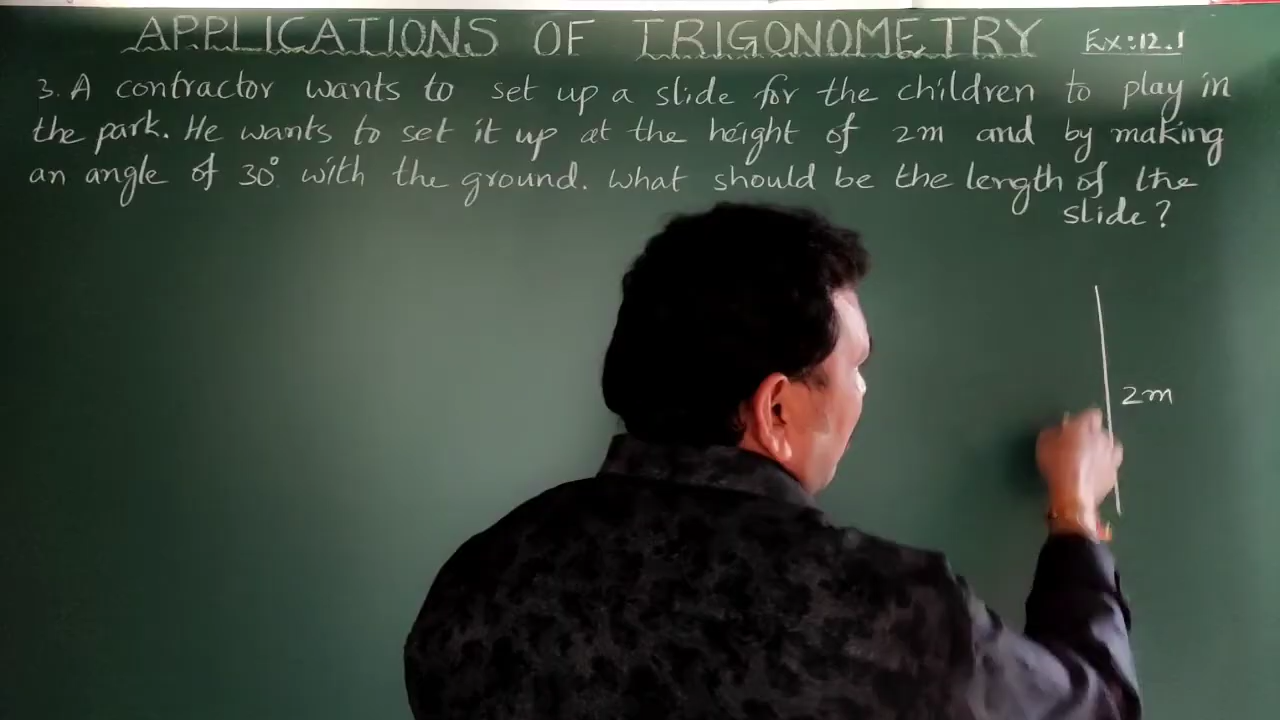 APPLICATIONS OF TRIGONOMETRY Ex:12.1
3. A contractor wants to set up a slide for the children to play in
the park. He wants to set it up at the height of 2m and by making
an angle of 30° with the ground. What should be the length of the
slide?
2m